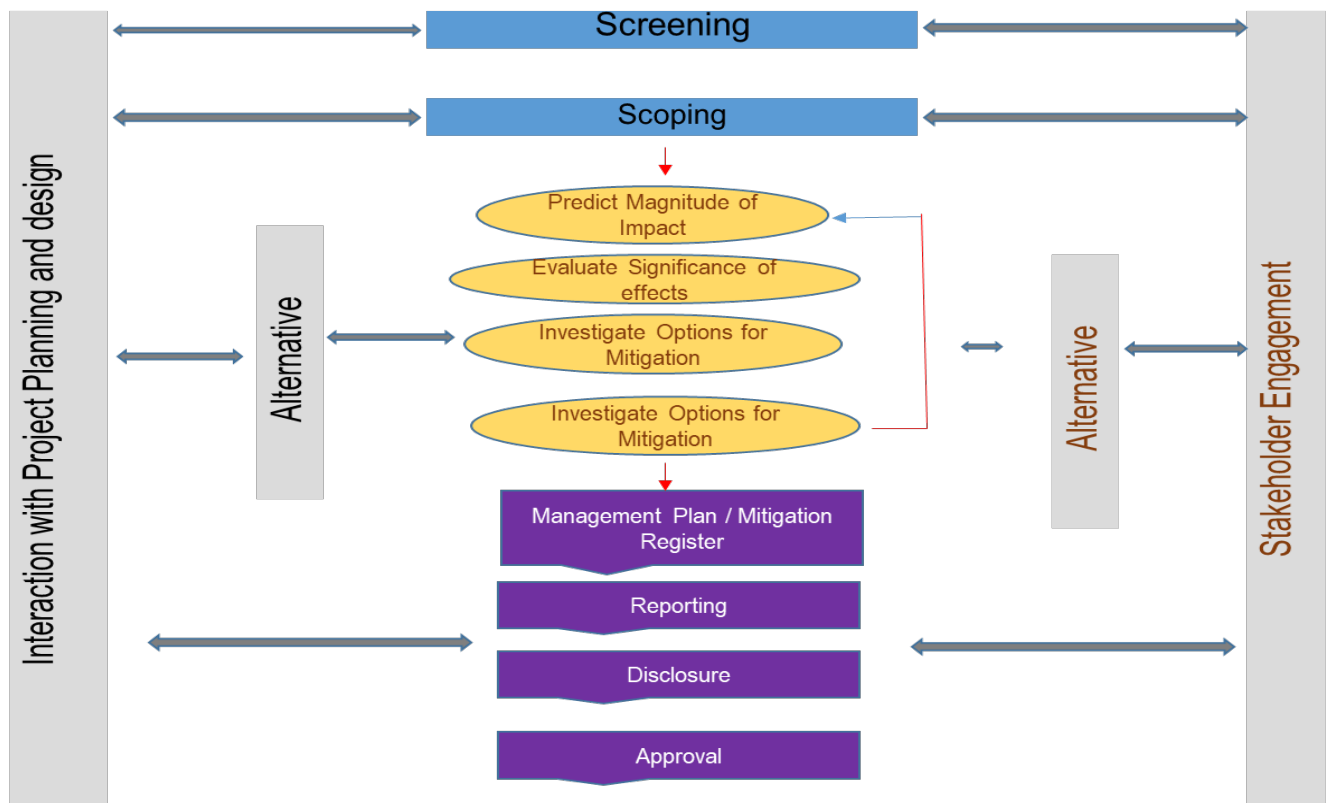 Screening
Scoping
Interaction with Project Planning and design
Alternative
Predict Magnitude of
Impact
Evaluate Significance of
effects
Investigate Options for
Mitigation
Investigate Options for
Mitigation
Alternative
Stakeholder Engagement
Management Plan / Mitigation
Register
Reporting
Disclosure
Approval